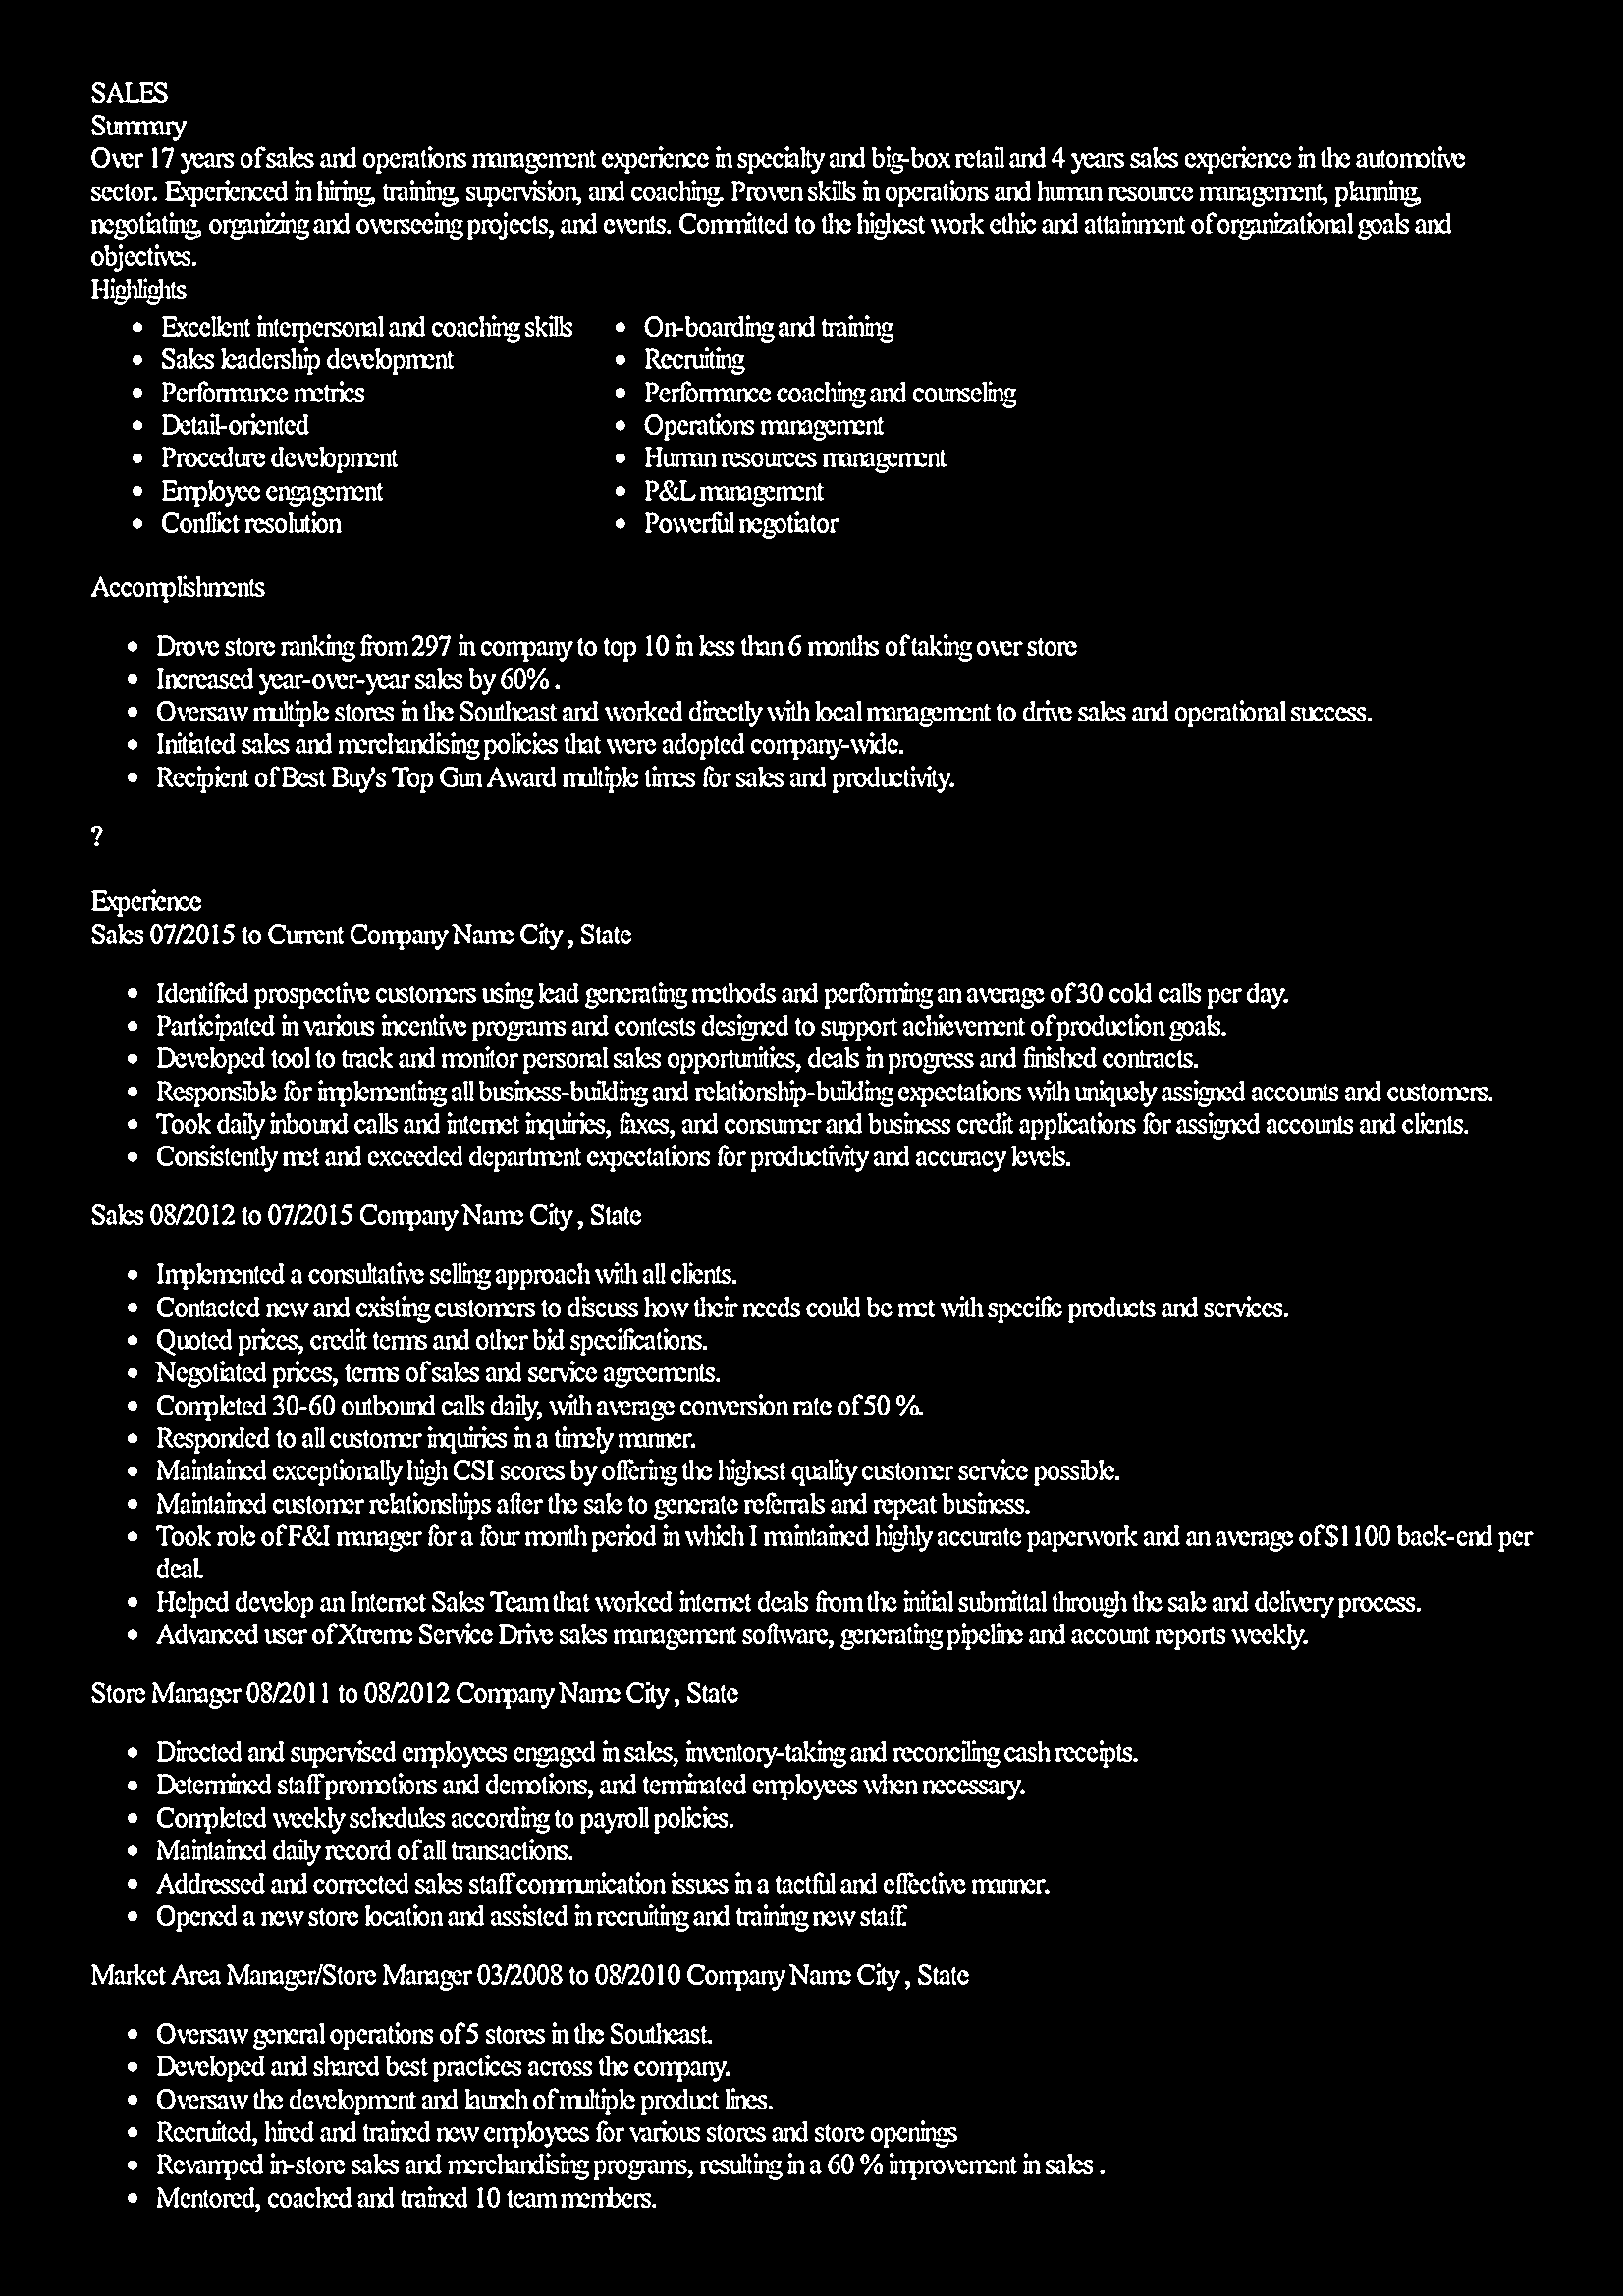 SALES
Summary
Over 17 years of sales and operations management experience in specialty and big-box retail and 4 years sales experience in the automotive
sector. Experienced in hiring, training, supervision, and coaching. Proven skills in operations and human resource management, planning,
negotiating, organizing and overseeing projects, and events. Committed to the highest work ethic and attainment of organizational goals and
objectives.
Highlights
• Excellent interpersonal and coaching skills
• Sales leadership development
• Performance metrics
• Detail-oriented
• Procedure development
• Employee engagement
• Conflict resolution
• On-boarding and training
• Recruiting
• Performance coaching and counseling
• Operations management
• Human resources management
• P&L management
• Powerful negotiator
Accomplishments
• Drove store ranking from 297 in company to top 10 in less than 6 months of taking over store
• Increased year-over-year sales by 60% .
• Oversaw multiple stores in the Southeast and worked directly with local management to drive sales and operational success.
• Initiated sales and merchandising policies that were adopted company-wide.
• Recipient of Best Buy's Top Gun Award multiple times for sales and productivity.
?
Experience
Sales 07/2015 to Current Company Name City , State
• Identified prospective customers using lead generating methods and performing an average of 30 cold calls per day.
• Participated in various incentive programs and contests designed to support achievement of production goals.
• Developed tool to track and monitor personal sales opportunities, deals in progress and finished contracts.
• Responsible for implementing all business-building and relationship-building expectations with uniquely assigned accounts and customers.
• Took daily inbound calls and internet inquiries, faxes, and consumer and business credit applications for assigned accounts and clients.
• Consistently met and exceeded department expectations for productivity and accuracy levels.
Sales 08/2012 to 07/2015 Company Name City , State
• Implemented a consultative selling approach with all clients.
• Contacted new and existing customers to discuss how their needs could be met with specific products and services.
• Quoted prices, credit terms and other bid specifications.
• Negotiated prices, terms of sales and service agreements.
• Completed 30-60 outbound calls daily, with average conversion rate of 50 %.
• Responded to all customer inquiries in a timely manner.
• Maintained exceptionally high CSI scores by offering the highest quality customer service possible.
• Maintained customer relationships after the sale to generate referrals and repeat business.
• Took role of F&I manager for a four month period in which I maintained highly accurate paperwork and an average of $1100 back-end per
deal.
• Helped develop an Internet Sales Team that worked internet deals from the initial submittal through the sale and delivery process.
• Advanced user of Xtreme Service Drive sales management software, generating pipeline and account reports weekly.
Store Manager 08/2011 to 08/2012 Company Name City , State
• Directed and supervised employees engaged in sales, inventory-taking and reconciling cash receipts.
• Determined staff promotions and demotions, and terminated employees when necessary.
• Completed weekly schedules according to payroll policies.
• Maintained daily record of all transactions.
• Addressed and corrected sales staff communication issues in a tactful and effective manner.
• Opened a new store location and assisted in recruiting and training new staff.
Market Area Manager/Store Manager 03/2008 to 08/2010 Company Name City , State
• Oversaw general operations of 5 stores in the Southeast.
• Developed and shared best practices across the company.
• Oversaw the development and launch of multiple product lines.
• Recruited, hired and trained new employees for various stores and store openings
• Revamped in-store sales and merchandising programs, resulting in a 60 % improvement in sales .
• Mentored, coached and trained 10 team members.